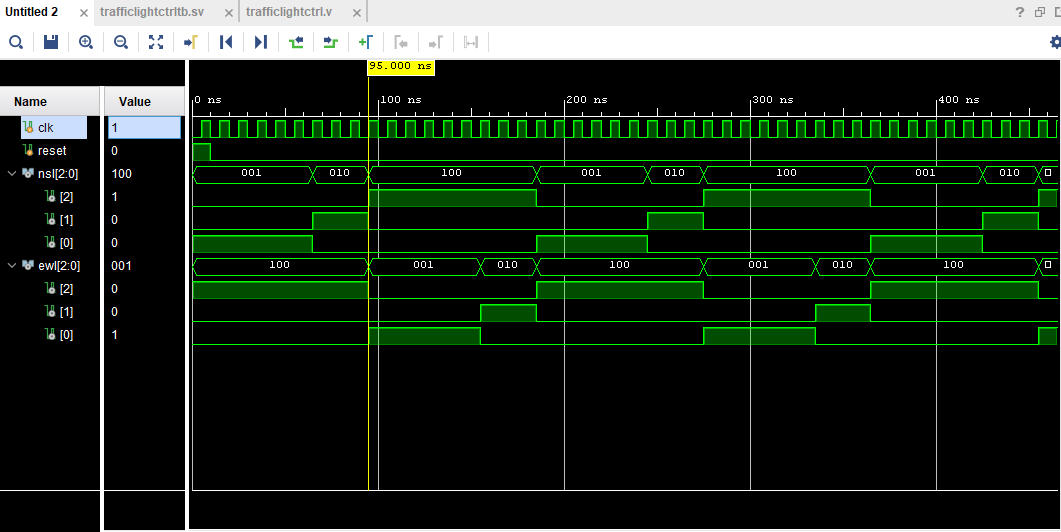 Untitled 2 × trafficlightctrltb.sv × trafficlightctrl.v × ?
95.000 ns
Name Value 0 ns 100 ns 200 ns 300 ns 400 ns
clk 1
reset 0
nsl[2:0] 100 001 010 100 001 010 100 001 010
[2] 1
[1] 0
[0] 0
ewl[2:0] 001 100 001 010 100 001 010 100
[2] 0
[1] 0
[0] 1